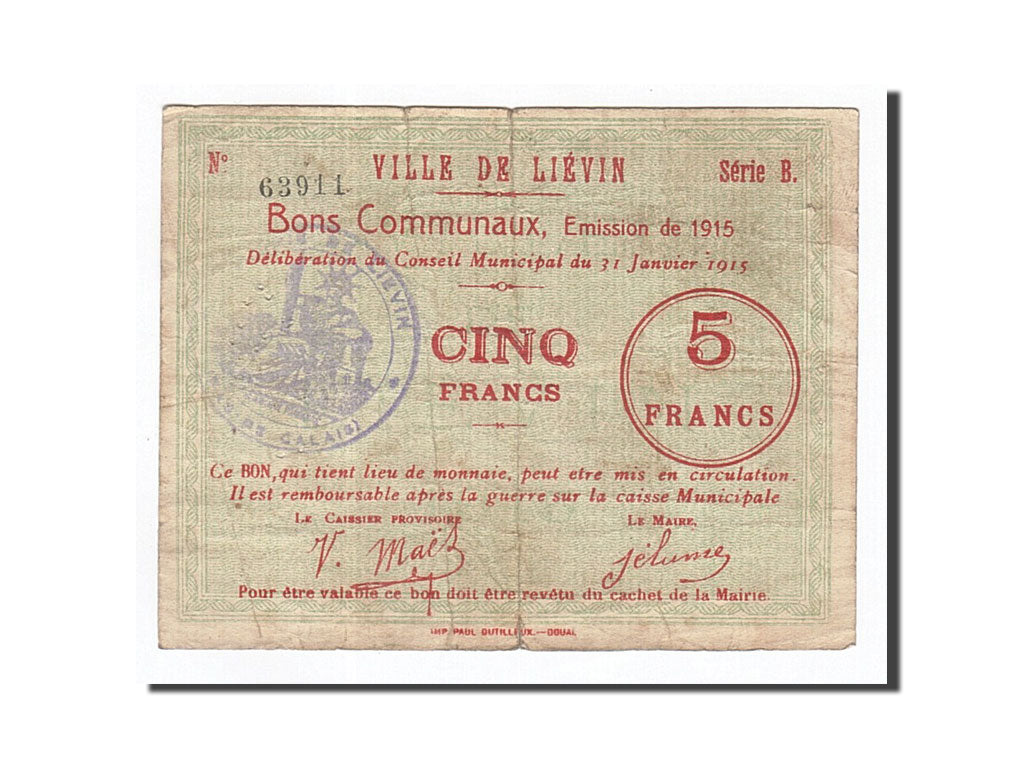 N° 63911 VILLE DE LIÉVIN Série B.
Bons Communaux, Emission de 1915
Délibération du Conseil Municipal du 31 Janvier 1915
LIÉVIN
CALAIS
CINQ
FRANCS
5
FRANCS
Ce BON, qui tient lieu de monnaie, peut etre mis en circulation.
Il est remboursable après la guerre sur la caisse Municipale
LE CAISSIER PROVISOIRE LE MAIRE,
V. Maës
Pour être valable ce bon doit être revêtu du cachet de la Mairie.
IMP. PAUL DUTILLEUX.—DOUAI.